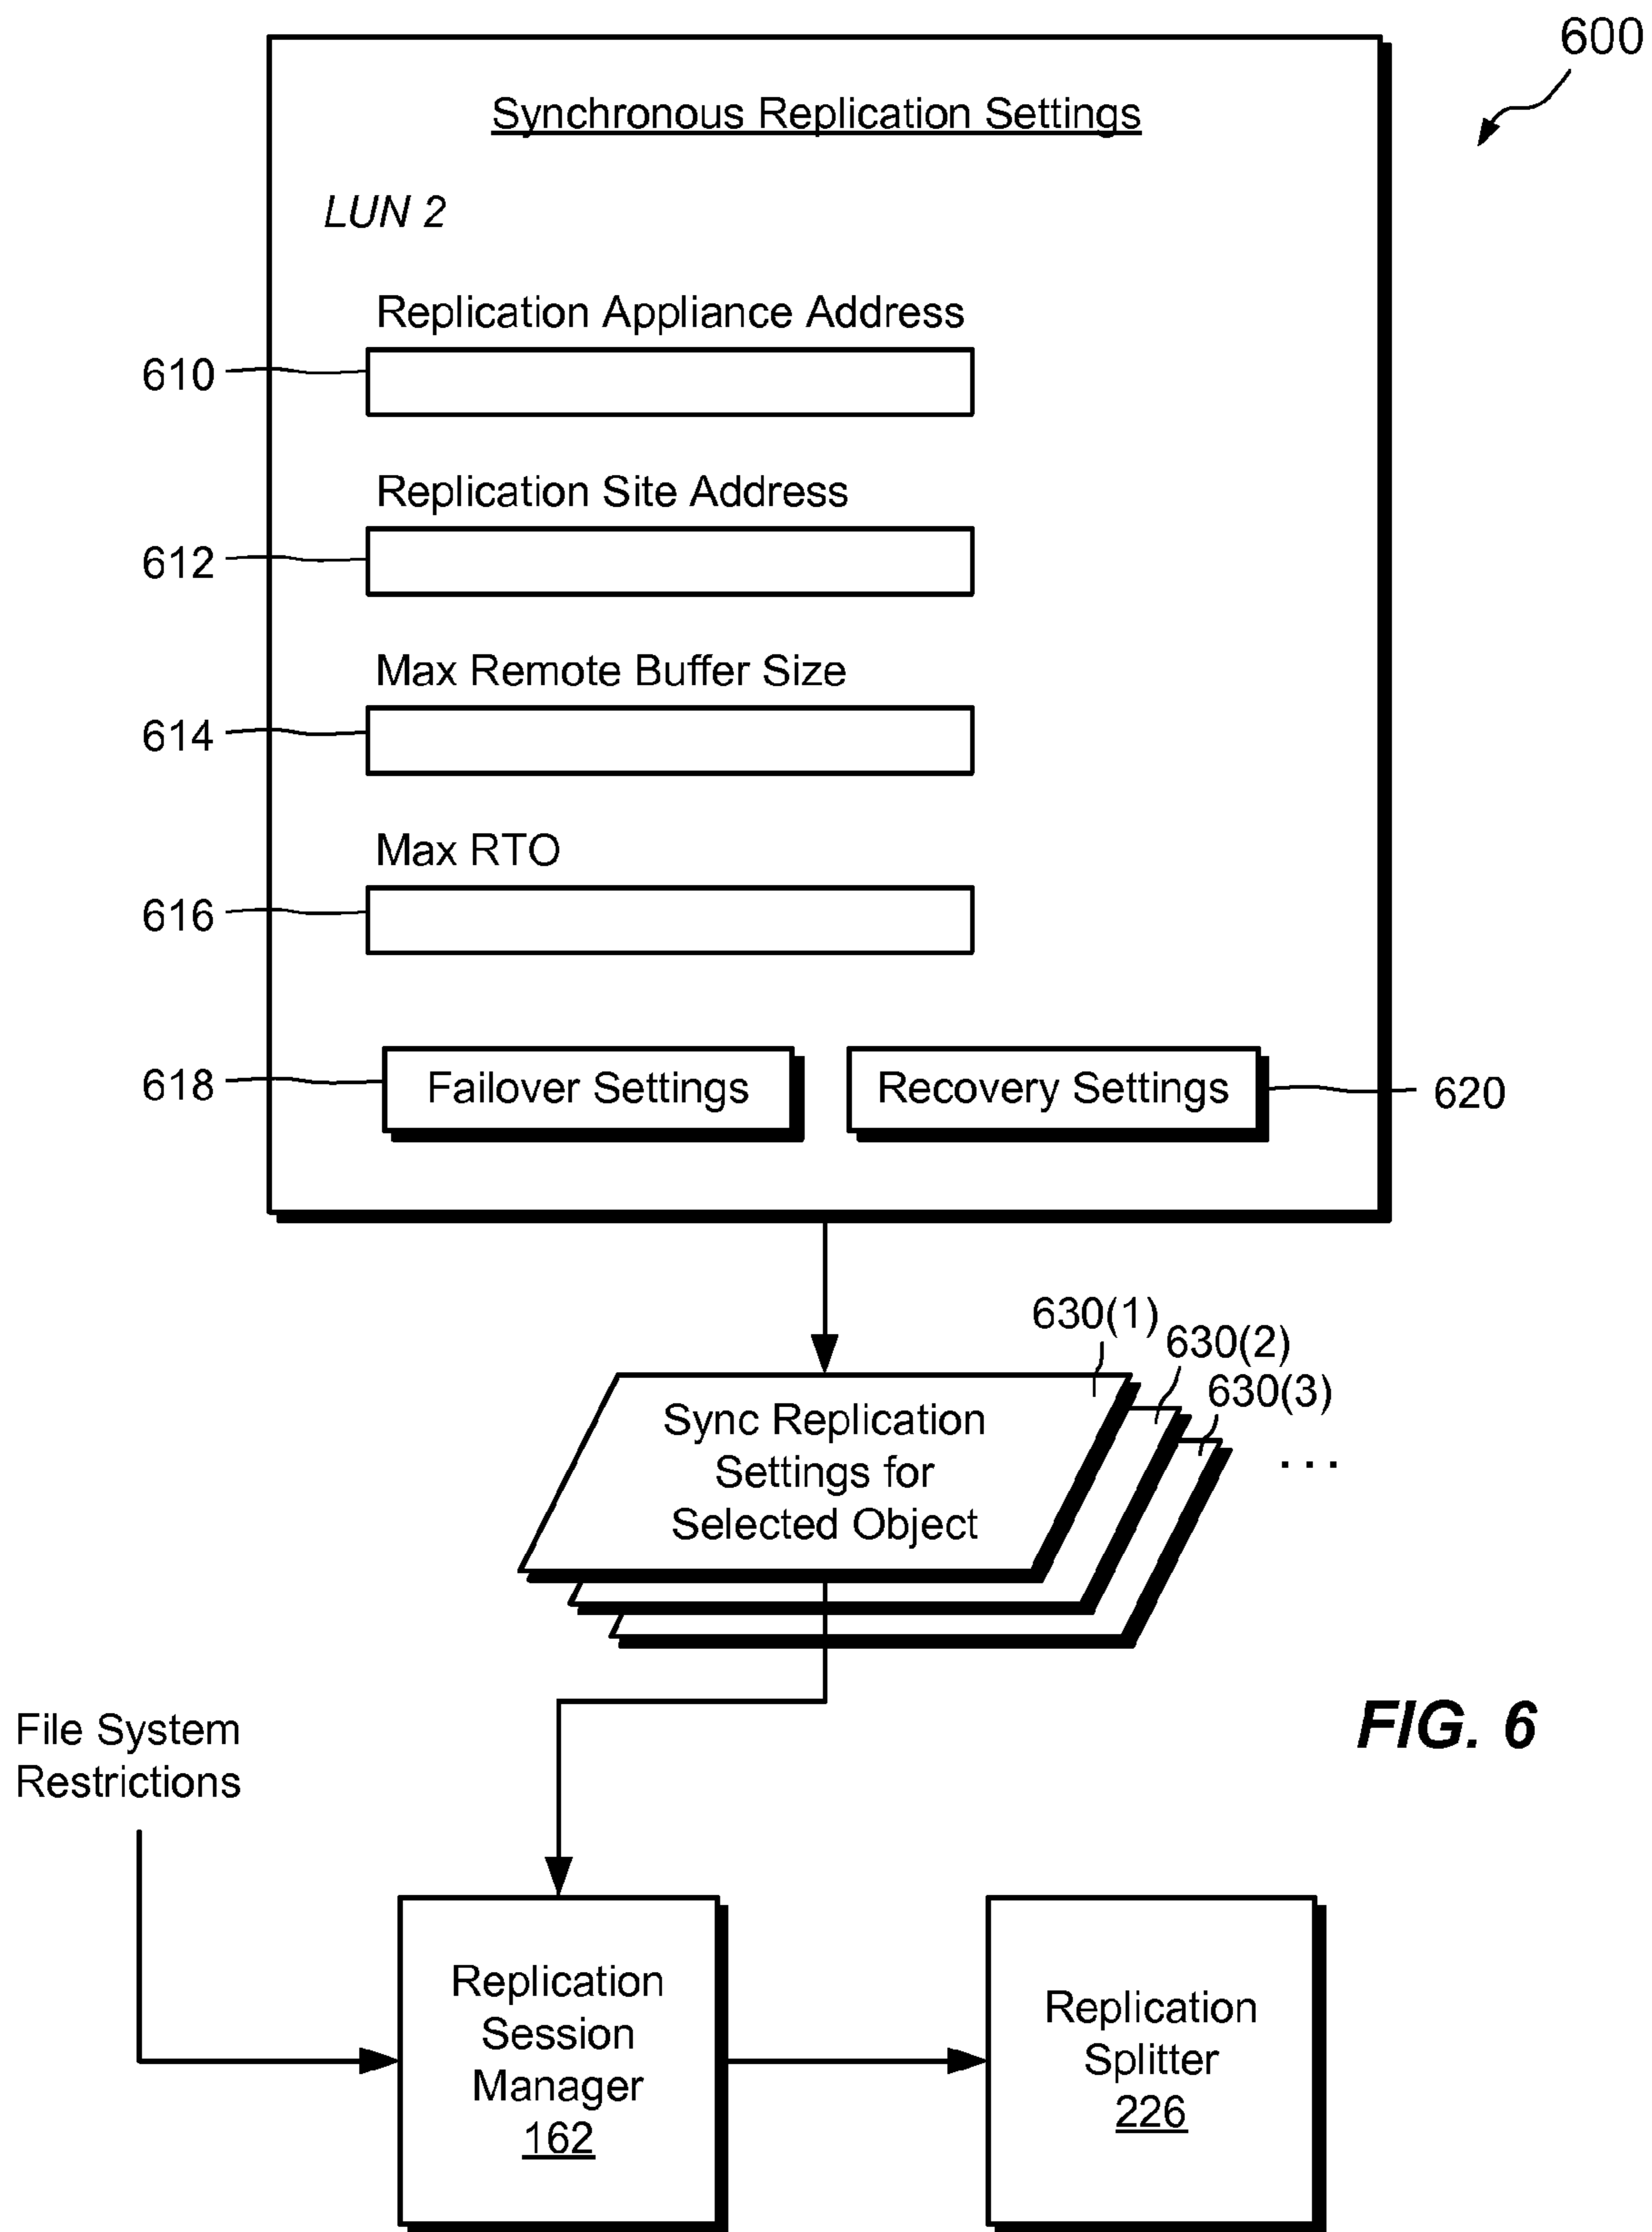 600
Synchronous Replication Settings
LUN 2
Replication Appliance Address
610
Replication Site Address
612
Max Remote Buffer Size
614
Max RTO
616
618
Failover Settings
Recovery Settings
620
630(1)
630(2)
630(3)
Sync Replication
Settings for
Selected Object
. . .
FIG. 6
File System
Restrictions
Replication
Session
Manager
162
Replication
Splitter
226